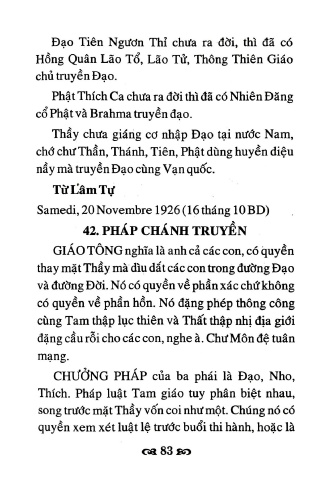 Đạo Tiên Ngươn Thỉ chưa ra đời, thì đã có
Hồng Quân Lão Tổ, Lão Tử, Thông Thiên Giáo
chủ truyền Đạo.
Phật Thích Ca chưa ra đời thì đã có Nhiên Đăng
cổ Phật và Brahma truyền đạo.
Thầy chưa giáng cơ nhập Đạo tại nước Nam,
chớ chư Thần, Thánh, Tiên, Phật dùng huyền diệu
nầy mà truyền Đạo cùng Vạn quốc.
Từ Lâm Tự
Samedi, 20 Novembre 1926 (16 tháng 10 BD)
42. PHÁP CHÁNH TRUYỀN
GIÁO TÔNG nghĩa là anh cả các con, có quyền
thay mặt Thầy mà dìu dắt các con trong đường Đạo
và đường Đời. Nó có quyền về phần xác chứ không
có quyền về phần hồn. Nó đặng phép thông công
cùng Tam thập lục thiên và Thất thập nhị địa giới
đặng cầu rỗi cho các con, nghe à. Chư Môn đệ tuân
mạng.
CHƯỞNG PHÁP của ba phái là Đạo, Nho,
Thích. Pháp luật Tam giáo tuy phân biệt nhau,
song trước mặt Thầy vốn coi như một. Chúng nó có
quyền xem xét luật lệ trước buổi thi hành, hoặc là
83